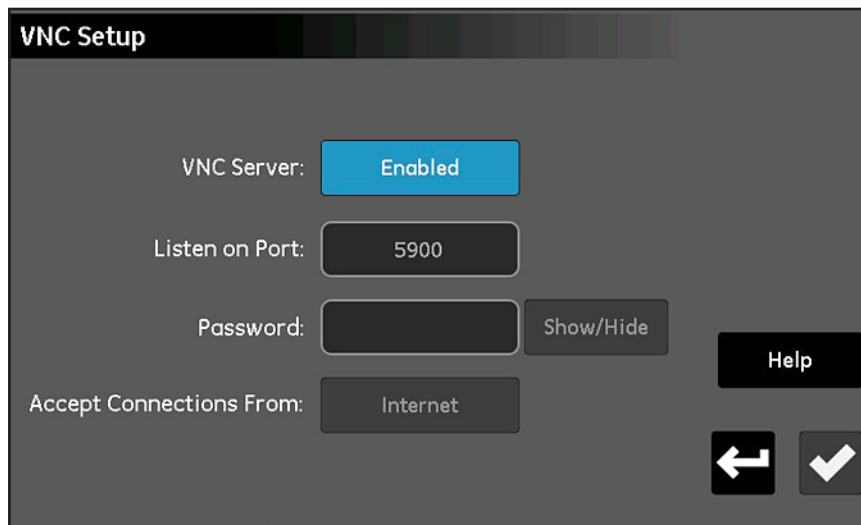 VNC Setup
VNC Server: Enabled
Listen on Port: 5900
Password: Show/Hide
Help
Accept Connections From: Internet